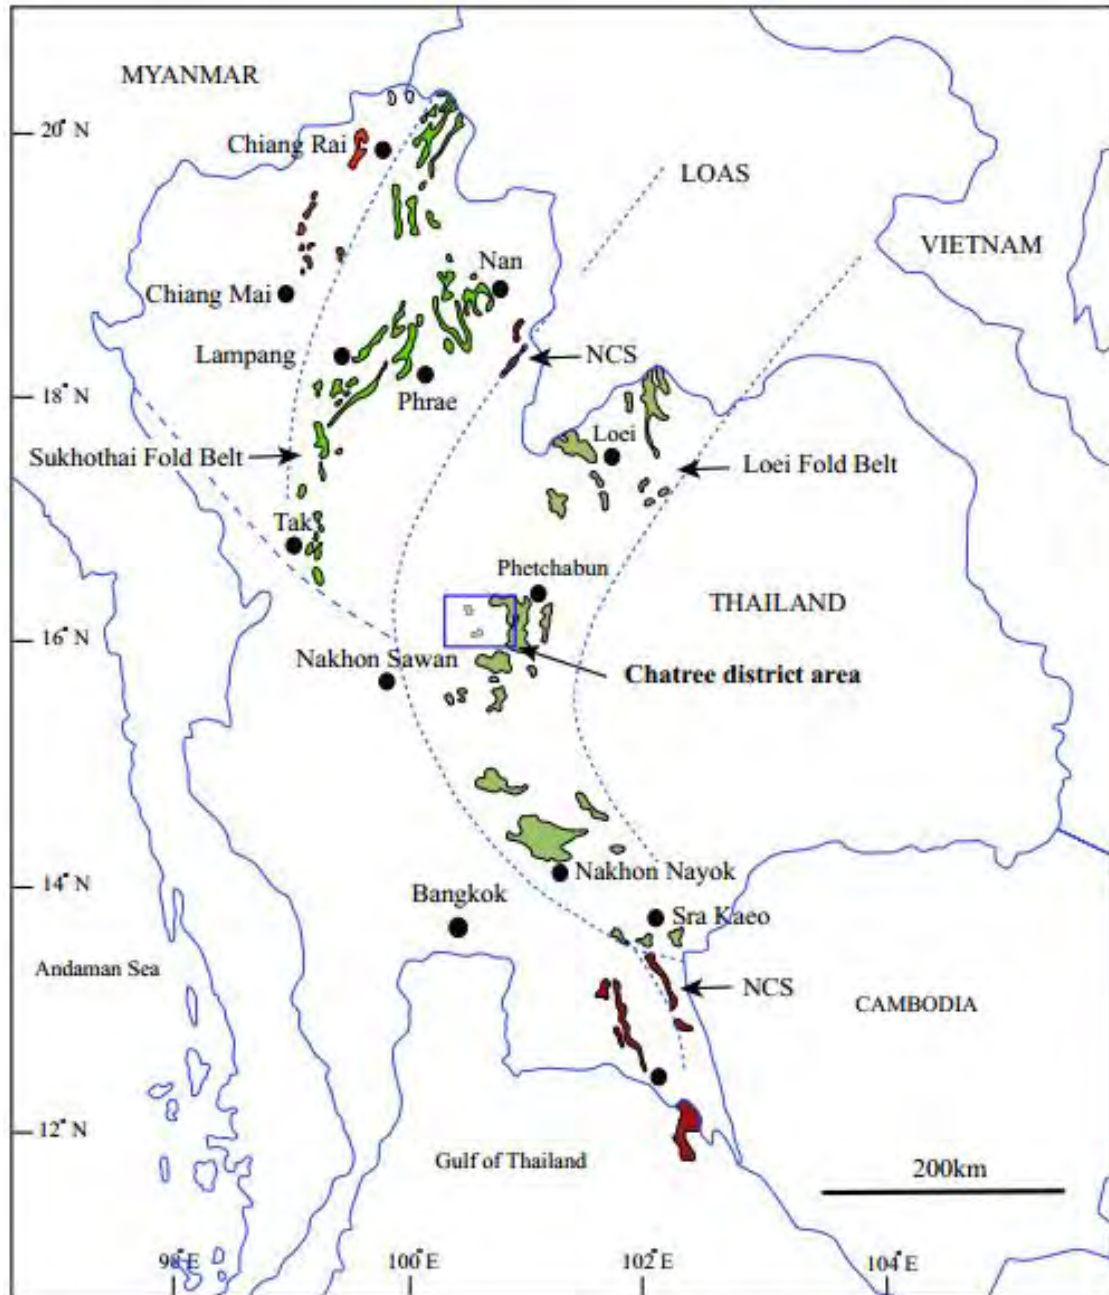 MYANMAR
20° N
Chiang Rai
LOAS
VIETNAM
Nan
Chiang Mai
Lampang
NCS
18° N
Phrae
Loei
Sukhothai Fold Belt
Loei Fold Belt
Tak
Phetchabun
THAILAND
16° N
Nakhon Sawan
Chatree district area
Nakhon Nayok
14° N
Bangkok
Sra Kaeo
Andaman Sea
NCS
CAMBODIA
12° N
Gulf of Thailand
200km
98° E
100° E
102° E
104° E